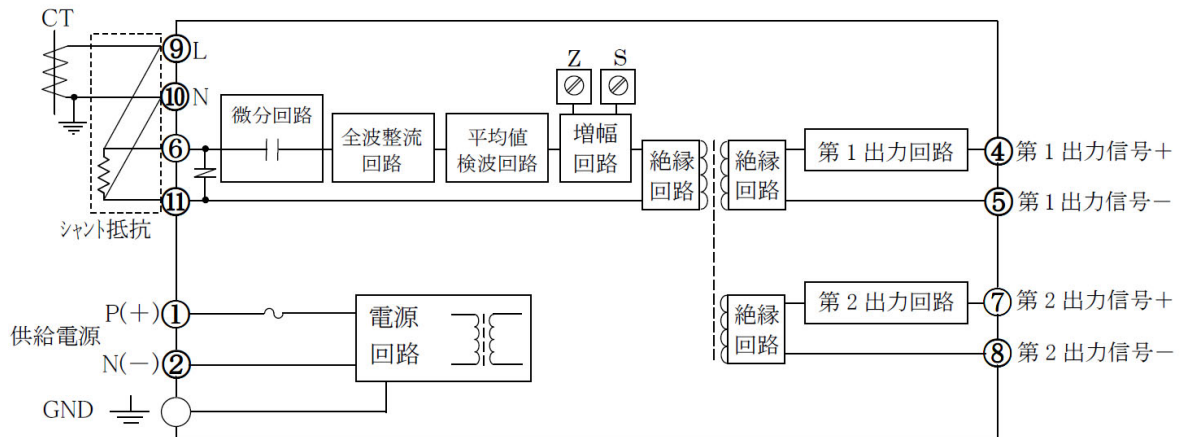 CT
⑨ L
⑩ N
⑥
⑪
シャント抵抗
微分回路
全波整流
回路
平均値
検波回路
Z
S
増幅
回路
絶縁
回路
絶縁
回路
第1出力回路
④ 第1出力信号+
⑤ 第1出力信号-
絶縁
回路
第2出力回路
⑦ 第2出力信号+
⑧ 第2出力信号-
供給電源
P(+) ①
N(-) ②
GND
電源
回路